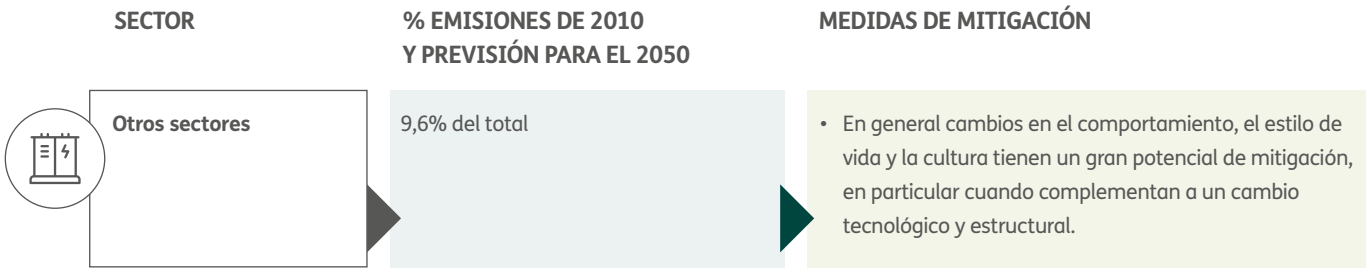 SECTOR
% EMISIONES DE 2010
Y PREVISIÓN PARA EL 2050
MEDIDAS DE MITIGACIÓN
Otros sectores
9,6% del total
• En general cambios en el comportamiento, el estilo de
vida y la cultura tienen un gran potencial de mitigación,
en particular cuando complementan a un cambio
tecnológico y estructural.